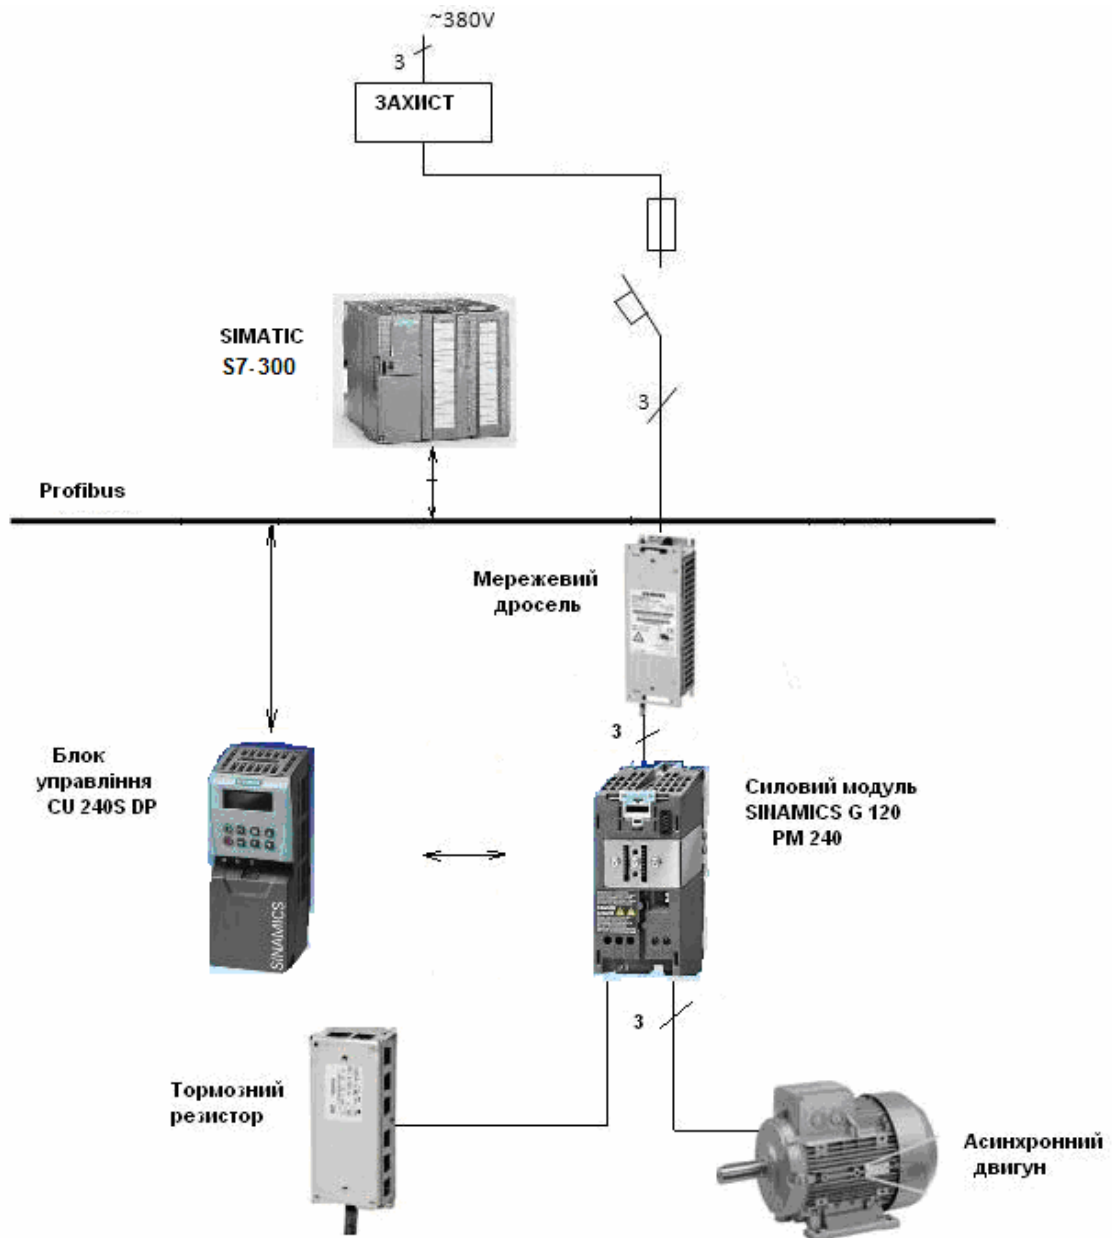 ~380V
3
ЗАХИСТ
SIMATIC
S7-300
3
Profibus
Мережевий
дросель
3
Блок
управління
CU 240S DP
Силовий модуль
SINAMICS G 120
PM 240
SINAMICS
3
Тормозний
резистор
Асинхронний
двигун